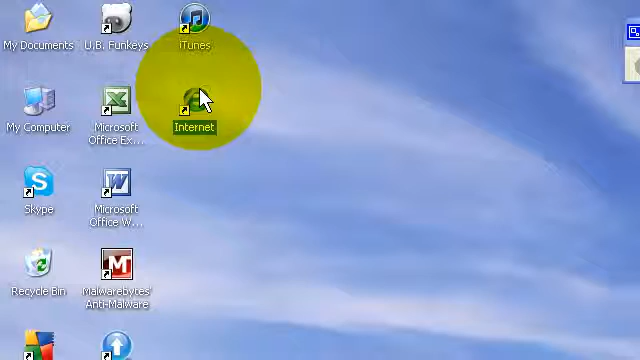 My Documents
U.B. Funkeys
iTunes
My Computer
Microsoft
Office Ex...
Internet
Skype
Microsoft
Office W...
Recycle Bin
Malwarebytes'
Anti-Malware